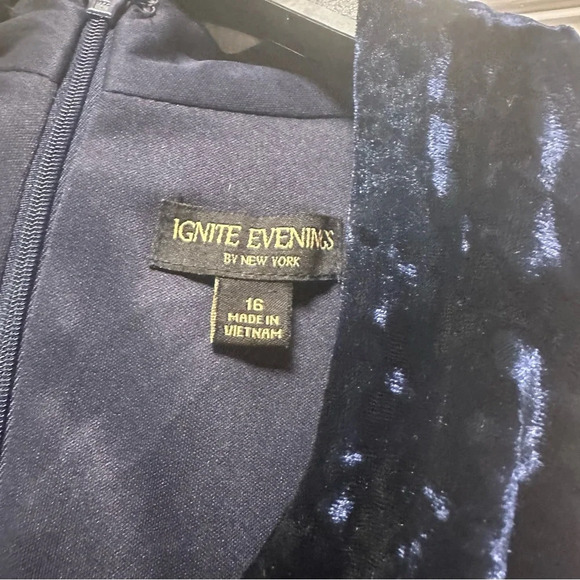 IGNITE EVENINGS
BY NEW YORK
16
MADE IN
VIETNAM